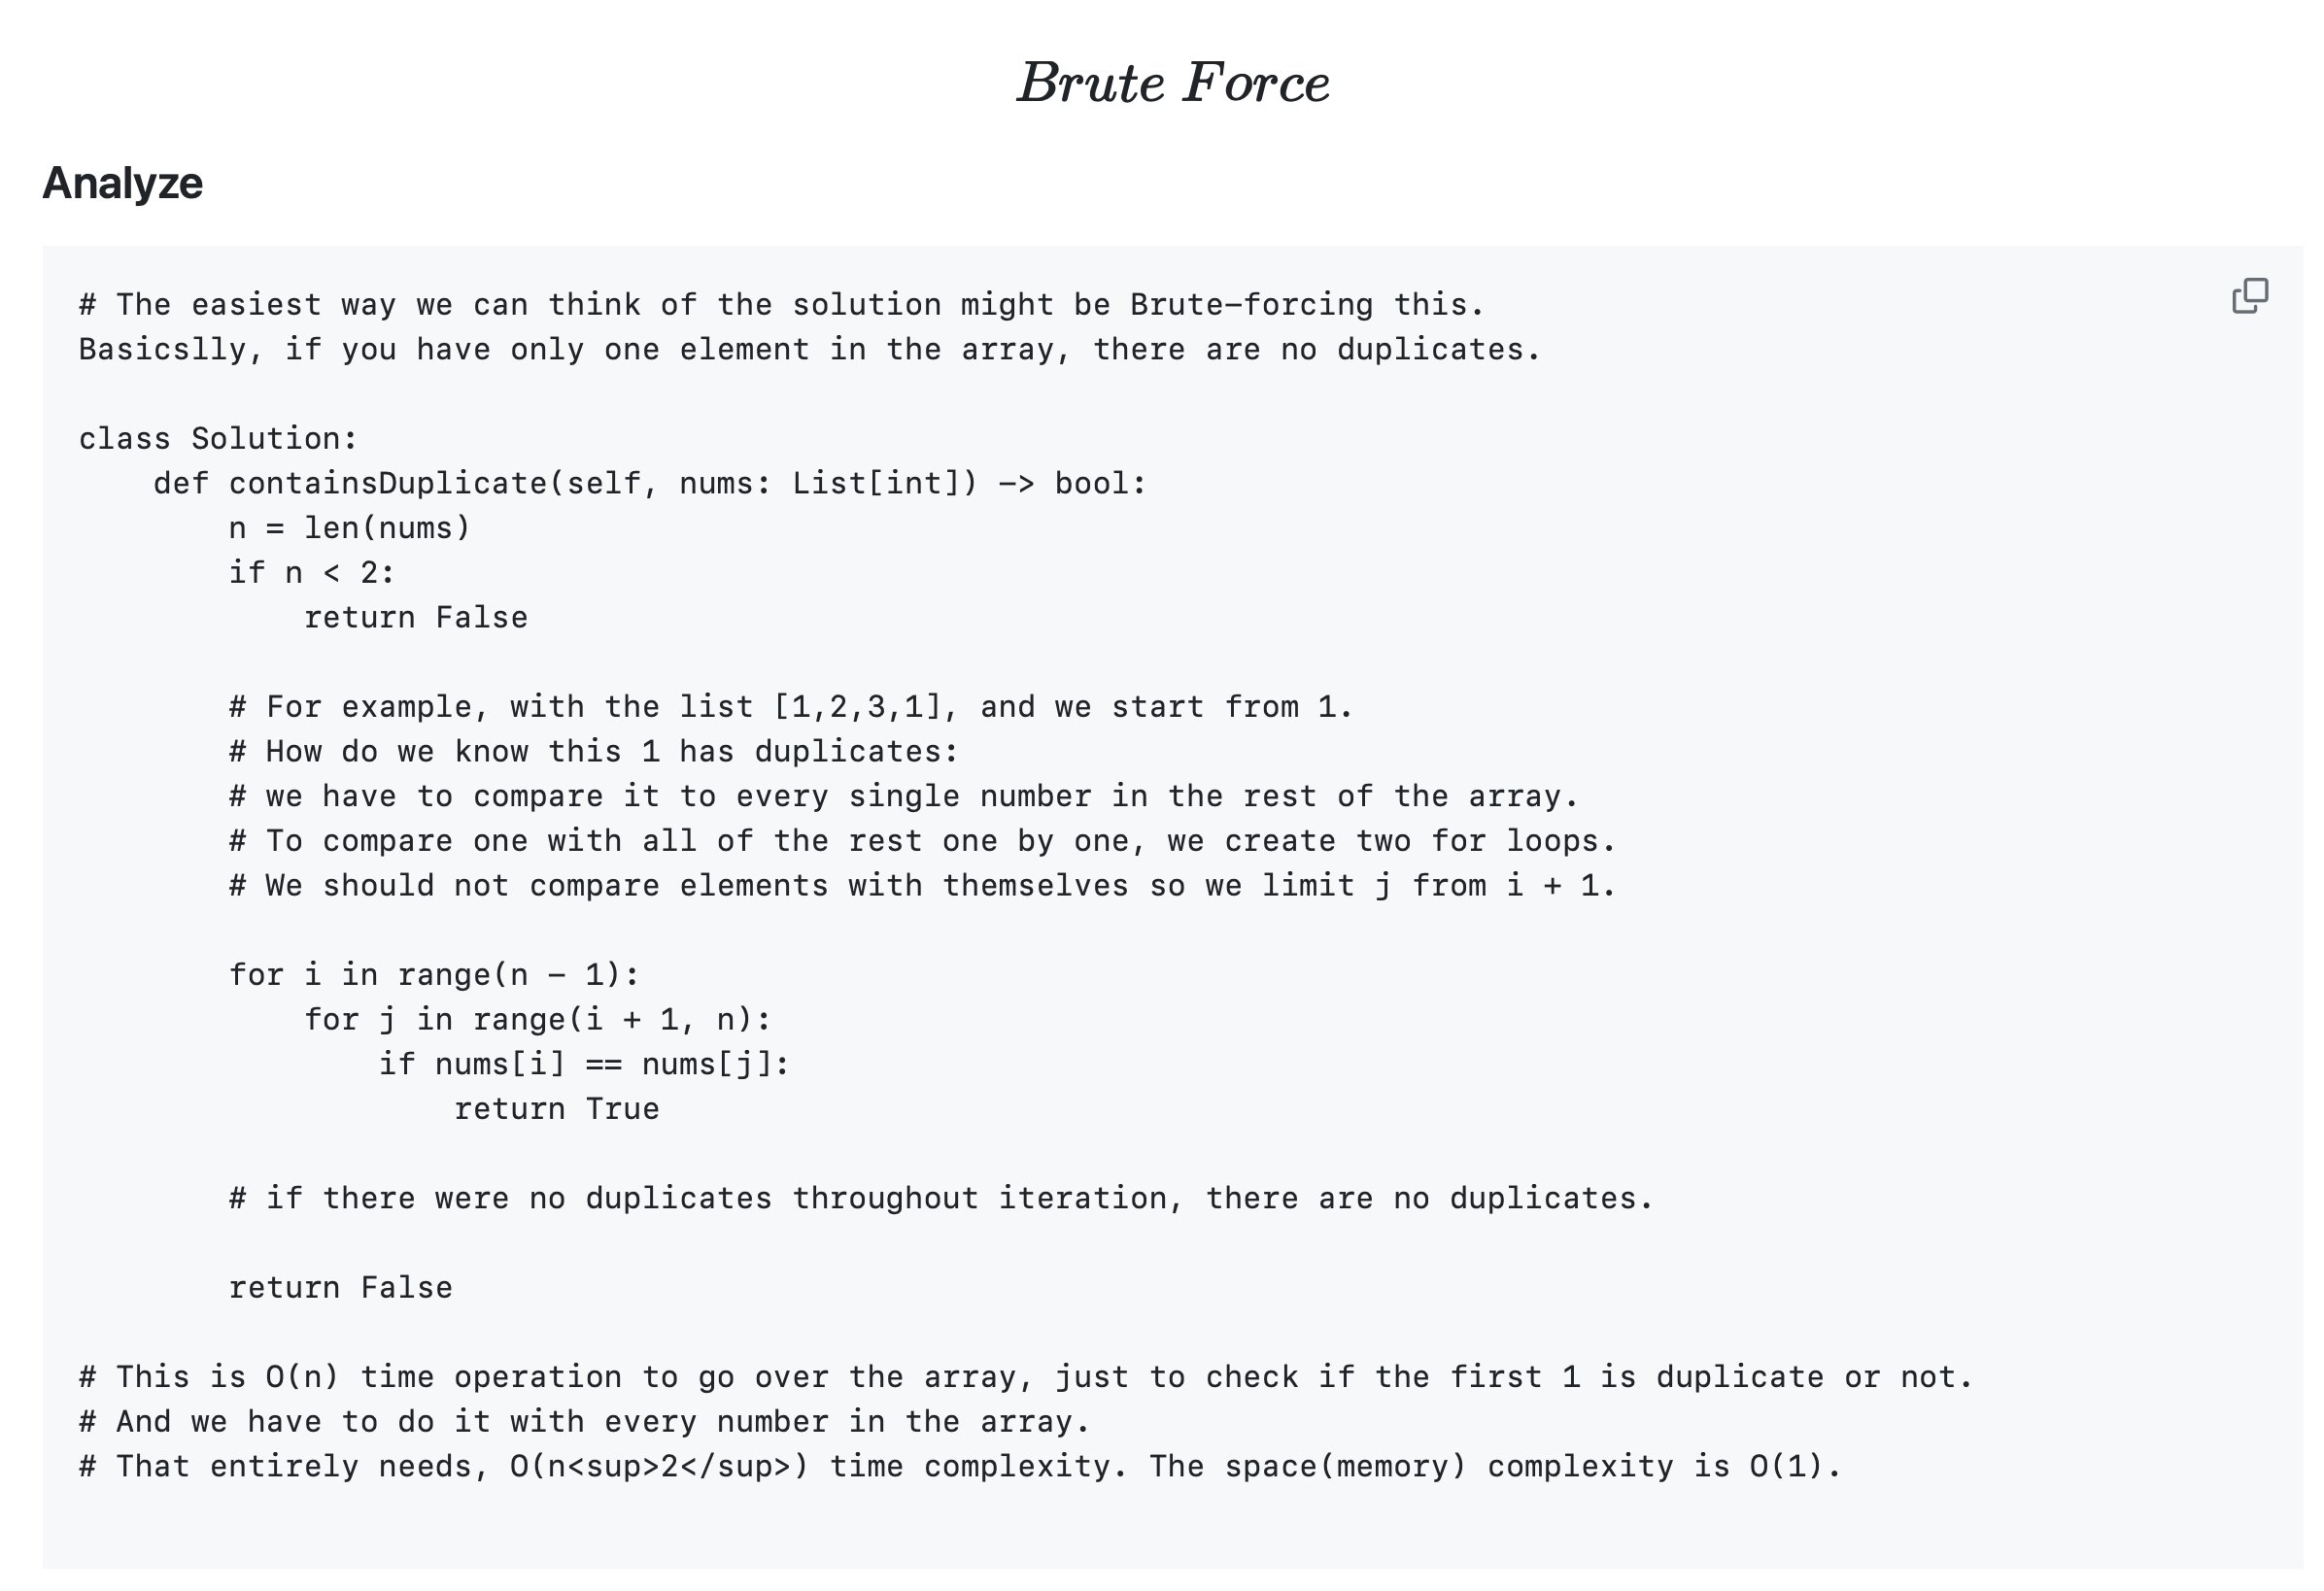 Brute Force
Analyze
# The easiest way we can think of the solution might be Brute-forcing this.
Basicslly, if you have only one element in the array, there are no duplicates.
class Solution:
    def containsDuplicate(self, nums: List[int]) -> bool:
        n = len(nums)
        if n < 2:
            return False
        # For example, with the list [1,2,3,1], and we start from 1.
        # How do we know this 1 has duplicates:
        # we have to compare it to every single number in the rest of the array.
        # To compare one with all of the rest one by one, we create two for loops.
        # We should not compare elements with themselves so we limit j from i + 1.
        for i in range(n - 1):
            for j in range(i + 1, n):
                if nums[i] == nums[j]:
                    return True
        # if there were no duplicates throughout iteration, there are no duplicates.
        return False
# This is O(n) time operation to go over the array, just to check if the first 1 is duplicate or not.
# And we have to do it with every number in the array.
# That entirely needs, O(n<sup>2</sup>) time complexity. The space(memory) complexity is O(1).